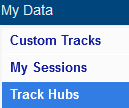 My Data
Custom Tracks
My Sessions
Track Hubs